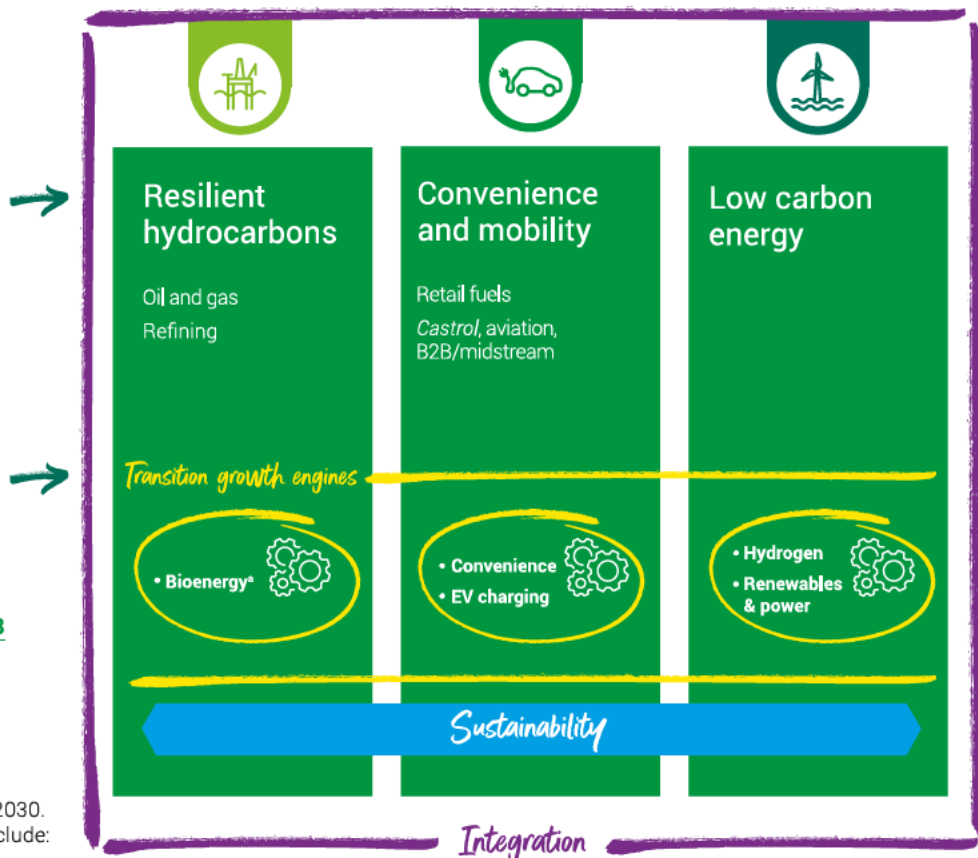 Resilient
hydrocarbons
Oil and gas
Refining
Convenience
and mobility
Retail fuels
Castrol, aviation,
B2B/midstream
Low carbon
energy
Transition growth engines
• Bioenergyᵃ
• Convenience
• EV charging
• Hydrogen
• Renewables
& power
Sustainability
2030.
clude:
Integration